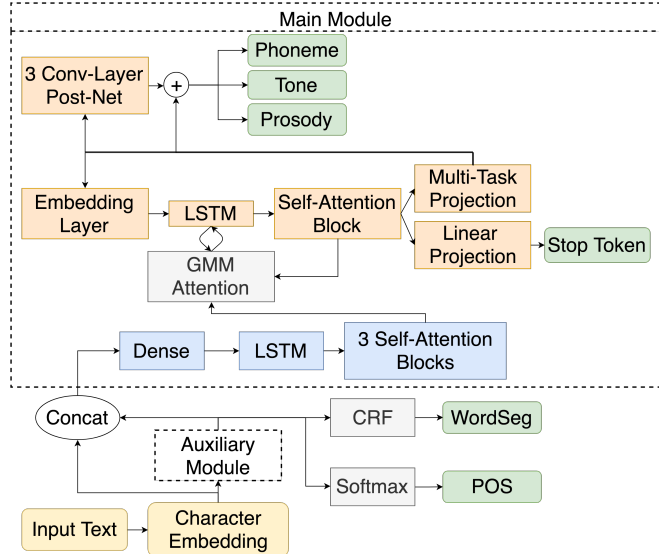 Main Module
3 Conv-Layer
Post-Net
+
Phoneme
Tone
Prosody
Embedding
Layer
LSTM
Self-Attention
Block
Multi-Task
Projection
Linear
Projection
Stop Token
GMM
Attention
Dense
LSTM
3 Self-Attention
Blocks
Concat
Auxiliary
Module
CRF
WordSeg
Softmax
POS
Input Text
Character
Embedding